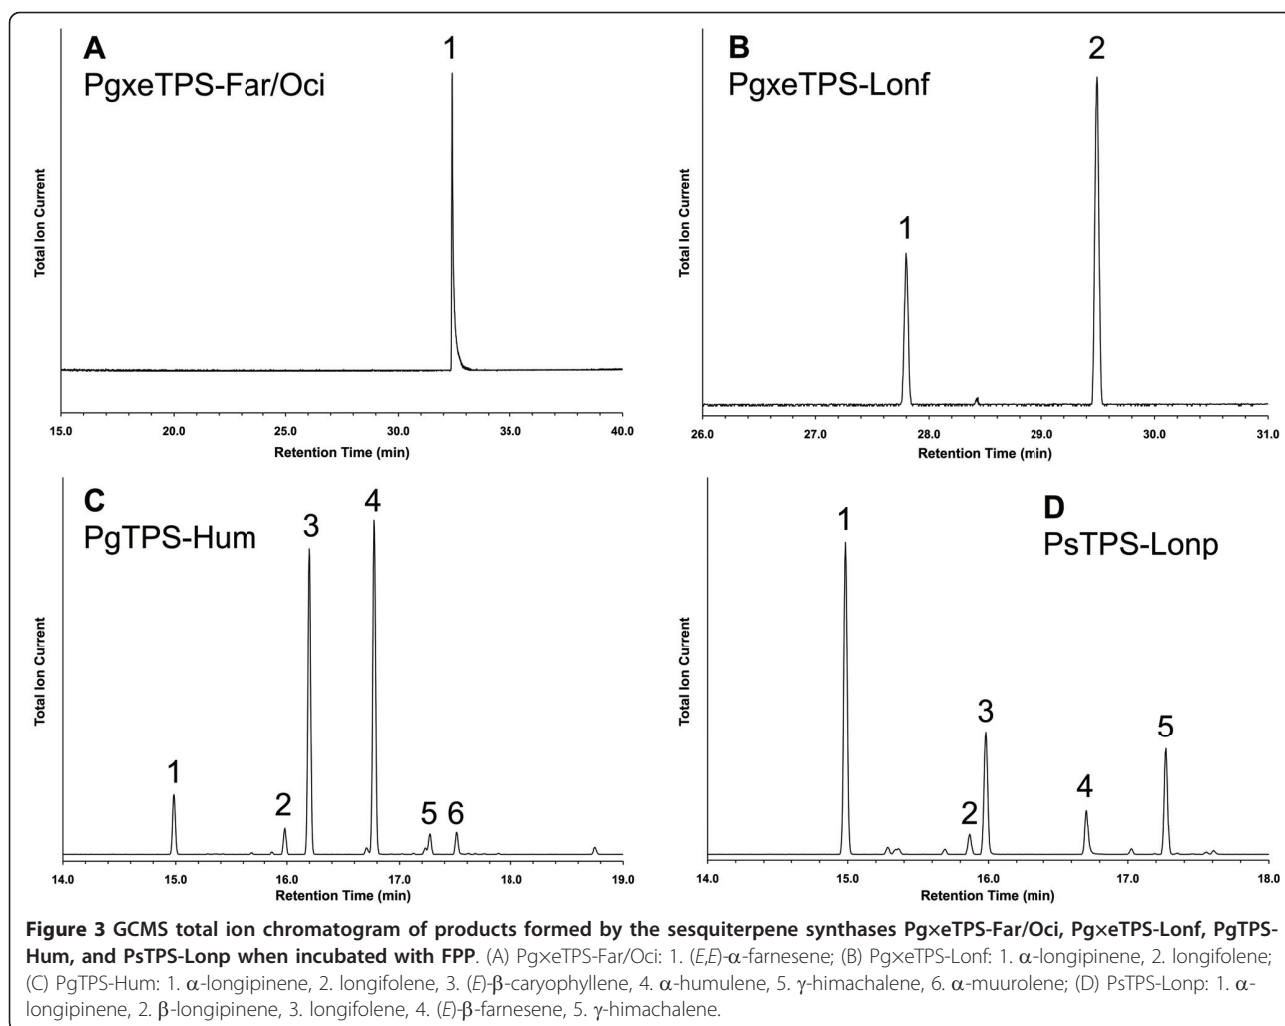 A
PgxeTPS-Far/Oci
1
Total Ion Current
15.0 20.0 25.0 30.0 35.0 40.0
Retention Time (min)
B
PgxeTPS-Lonf
1
2
Total Ion Current
26.0 27.0 28.0 29.0 30.0 31.0
Retention Time (min)
C
PgTPS-Hum
1 2 3 4 5 6
Total Ion Current
14.0 15.0 16.0 17.0 18.0 19.0
Retention Time (min)
D
PsTPS-Lonp
1 2 3 4 5
Total Ion Current
14.0 15.0 16.0 17.0 18.0
Retention Time (min)
Figure 3 GCMS total ion chromatogram of products formed by the sesquiterpene synthases Pg×eTPS-Far/Oci, Pg×eTPS-Lonf, PgTPS-
Hum, and PsTPS-Lonp when incubated with FPP. (A) Pg×eTPS-Far/Oci: 1. (E,E)-α-farnesene; (B) Pg×eTPS-Lonf: 1. α-longipinene, 2. longifolene;
(C) PgTPS-Hum: 1. α-longipinene, 2. longifolene, 3. (E)-β-caryophyllene, 4. α-humulene, 5. γ-himachalene, 6. α-muurolene; (D) PsTPS-Lonp: 1. α-
longipinene, 2. β-longipinene, 3. longifolene, 4. (E)-β-farnesene, 5. γ-himachalene.